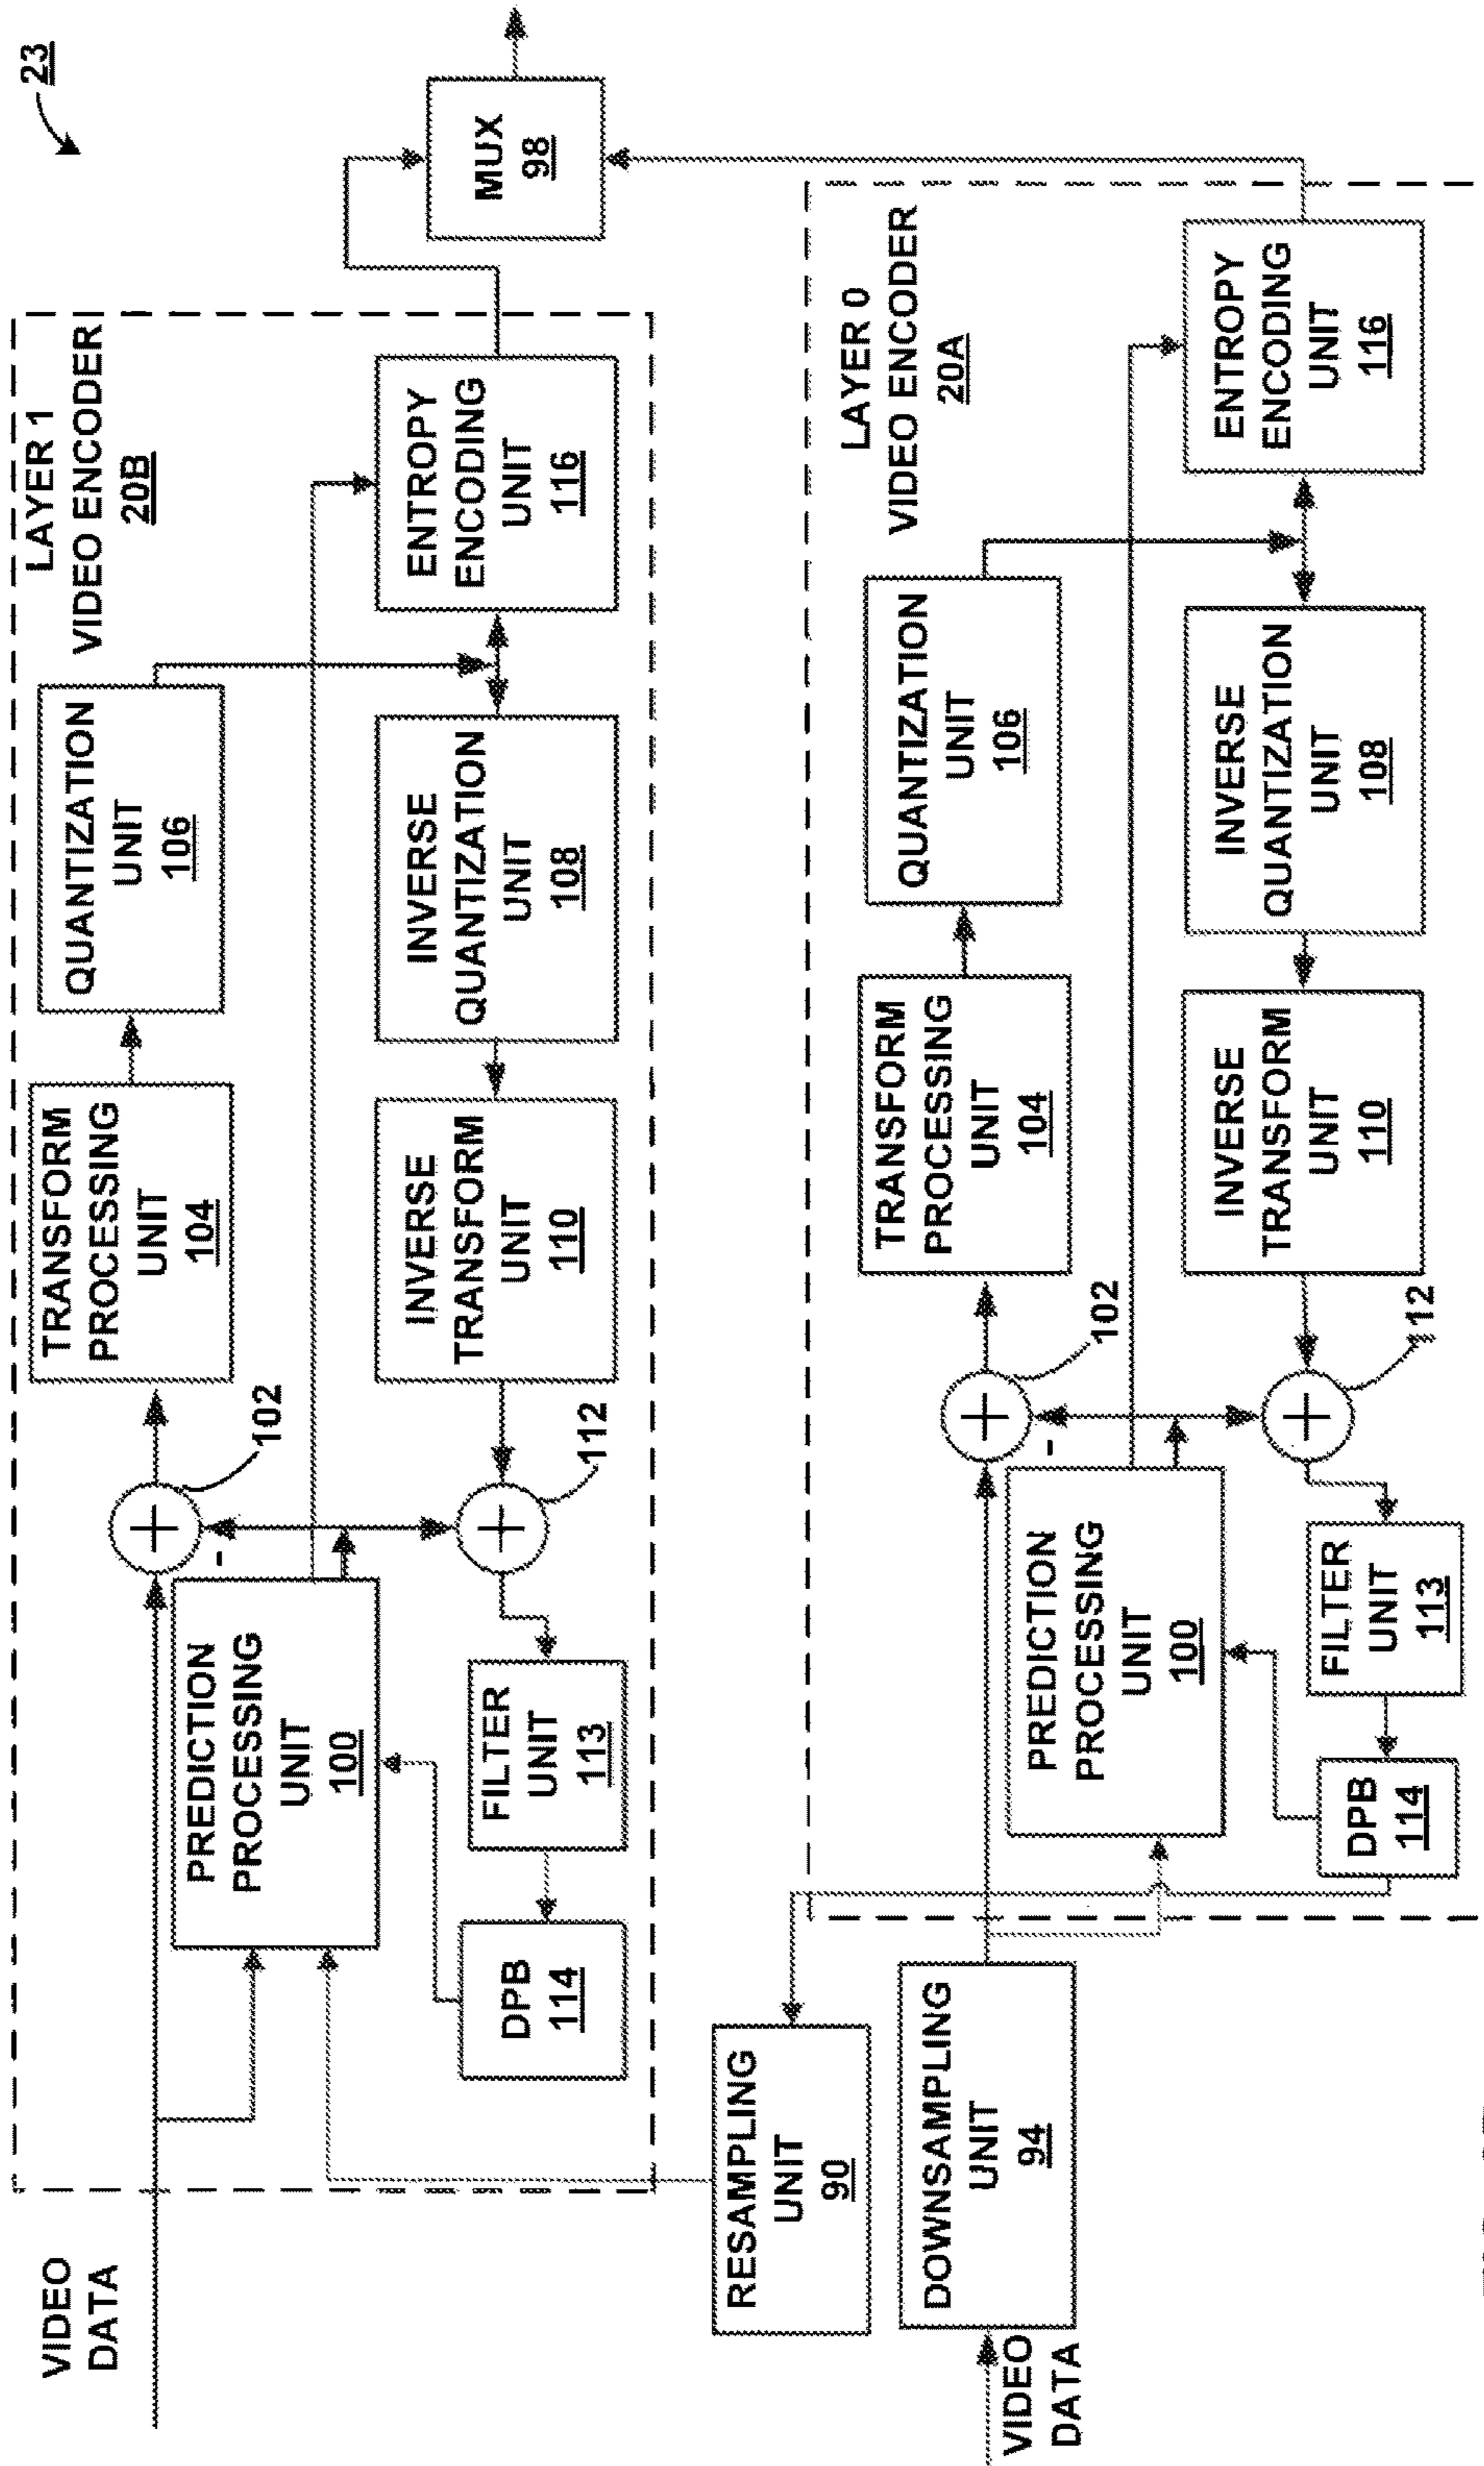 23
VIDEO
DATA
LAYER 1
VIDEO ENCODER
20B
TRANSFORM
PROCESSING
UNIT
104
QUANTIZATION
UNIT
106
102
-
PREDICTION
PROCESSING
UNIT
100
INVERSE
TRANSFORM
UNIT
110
INVERSE
QUANTIZATION
UNIT
108
ENTROPY
ENCODING
UNIT
116
MUX
98
112
FILTER
UNIT
113
DPB
114
RESAMPLING
UNIT
90
DOWNSAMPLING
UNIT
94
VIDEO
DATA
LAYER 0
VIDEO ENCODER
20A
TRANSFORM
PROCESSING
UNIT
104
QUANTIZATION
UNIT
106
102
-
PREDICTION
PROCESSING
UNIT
100
INVERSE
TRANSFORM
UNIT
110
INVERSE
QUANTIZATION
UNIT
108
ENTROPY
ENCODING
UNIT
116
112
FILTER
UNIT
113
DPB
114